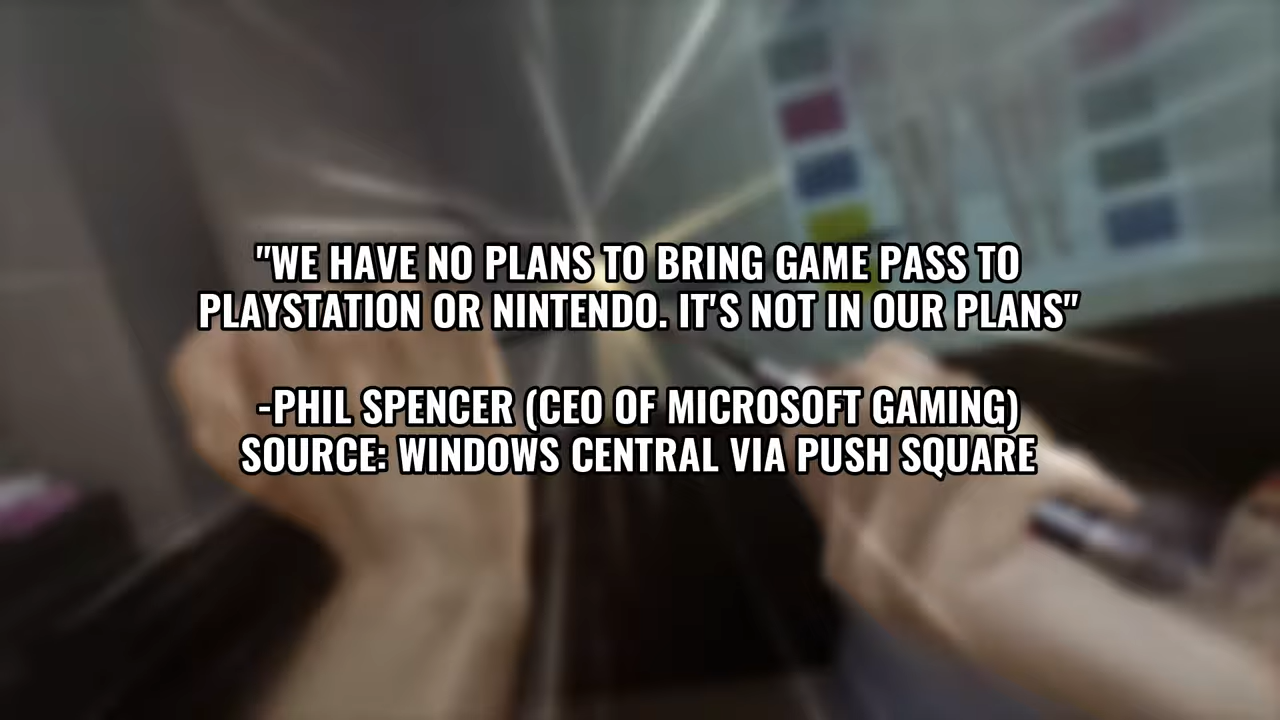 "WE HAVE NO PLANS TO BRING GAME PASS TO
PLAYSTATION OR NINTENDO. IT'S NOT IN OUR PLANS"
-PHIL SPENCER (CEO OF MICROSOFT GAMING)
SOURCE: WINDOWS CENTRAL VIA PUSH SQUARE